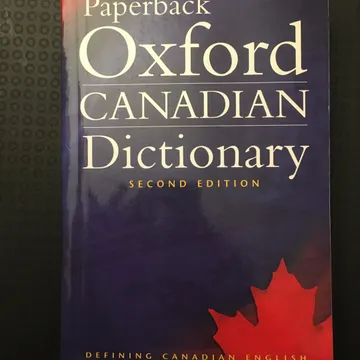 Paperback
Oxford
CANADIAN
Dictionary
SECOND EDITION
DEFINING CANADIAN ENGLISH